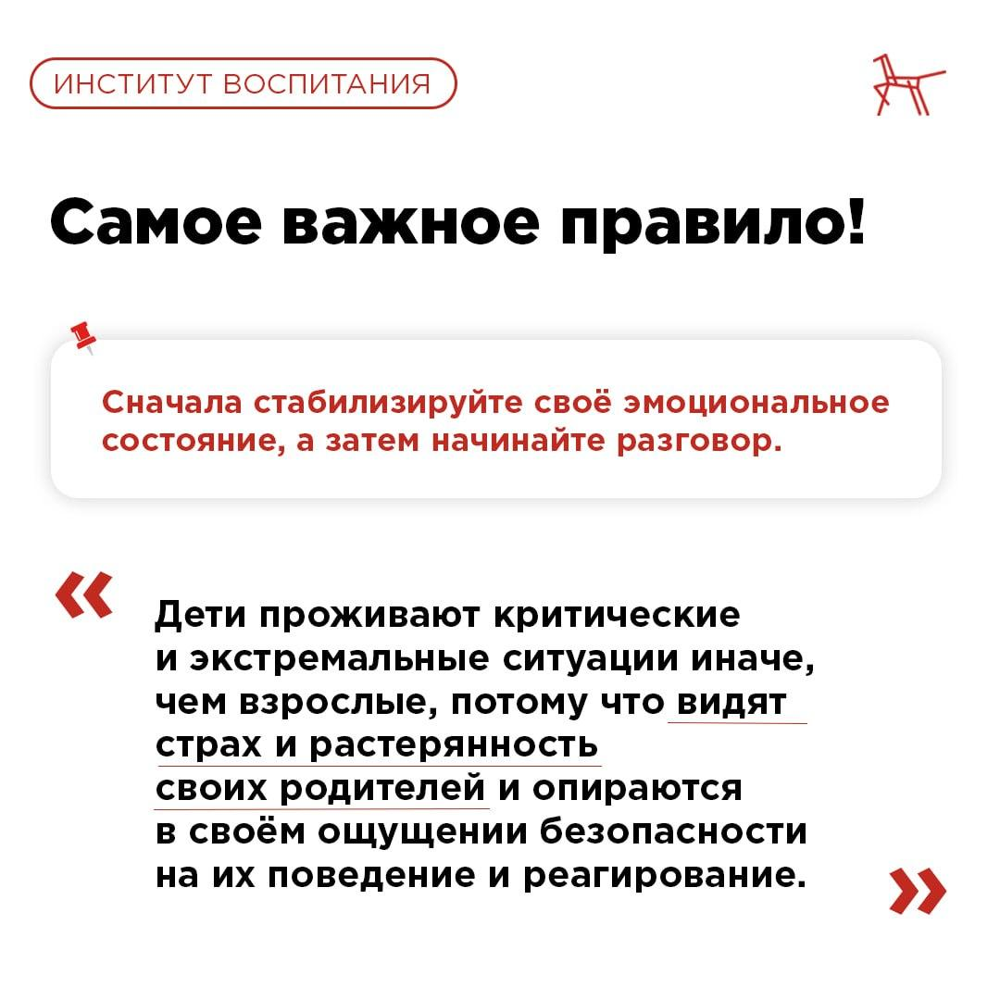 ИНСТИТУТ ВОСПИТАНИЯ
Самое важное правило!
Сначала стабилизируйте своё эмоциональное
состояние, а затем начинайте разговор.
«
Дети проживают критические
и экстремальные ситуации иначе,
чем взрослые, потому что видят
страх и растерянность
своих родителей и опираются
в своём ощущении безопасности
на их поведение и реагирование.
»